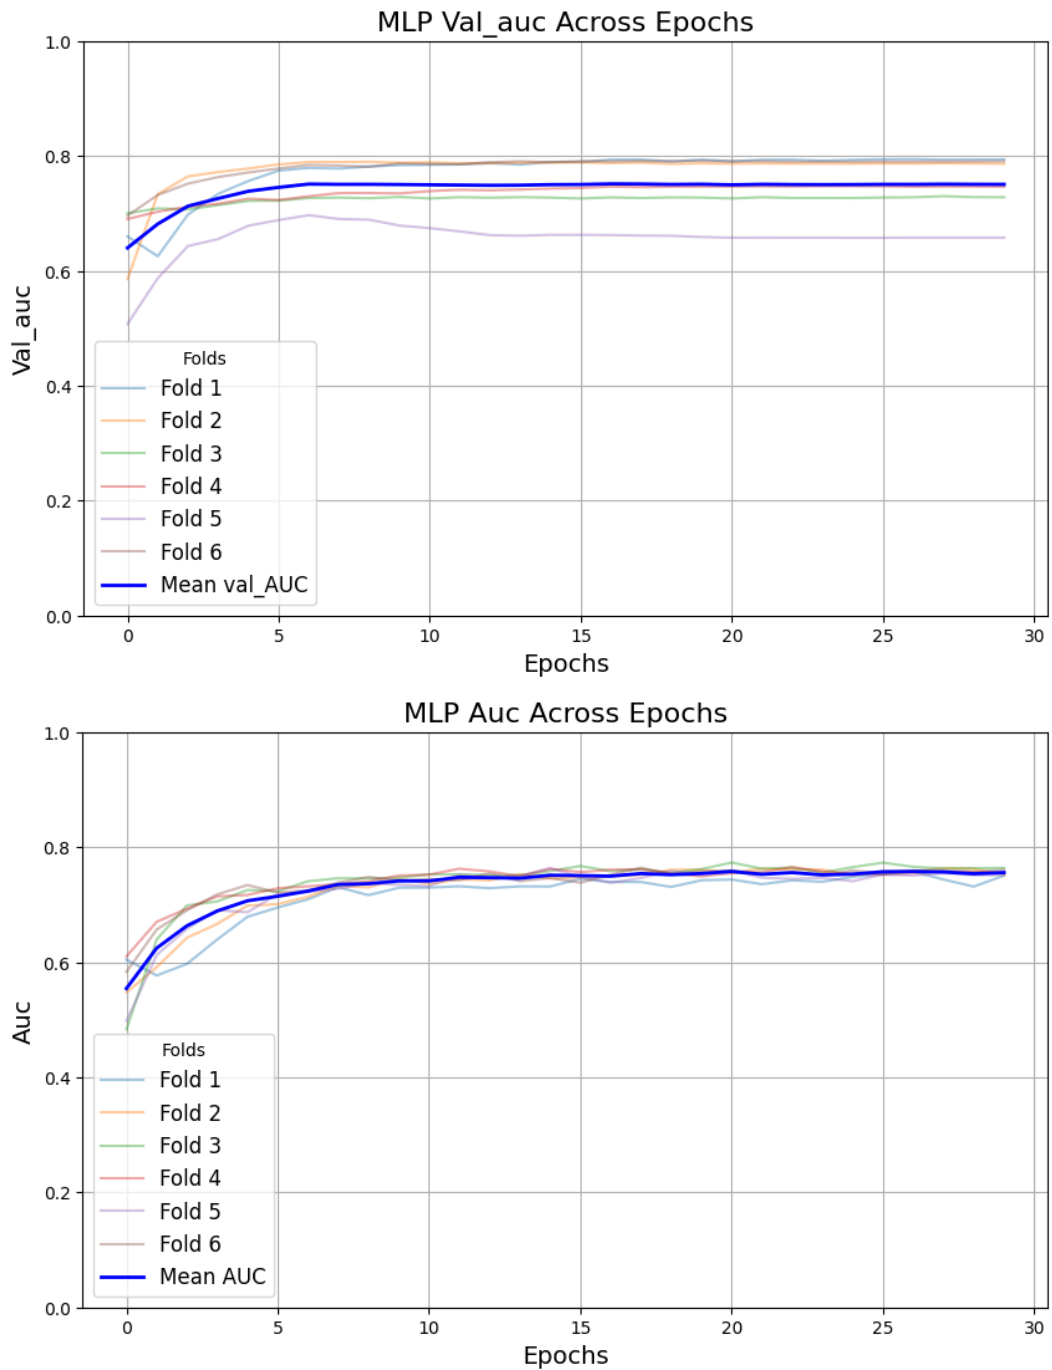 MLP Val_auc Across Epochs
1.0
0.8
0.6
0.4
0.2
0.0
Val_auc
Folds
Fold 1
Fold 2
Fold 3
Fold 4
Fold 5
Fold 6
Mean val_AUC
0 5 10 15 20 25 30
Epochs
MLP Auc Across Epochs
1.0
0.8
0.6
0.4
0.2
0.0
Auc
Folds
Fold 1
Fold 2
Fold 3
Fold 4
Fold 5
Fold 6
Mean AUC
0 5 10 15 20 25 30
Epochs